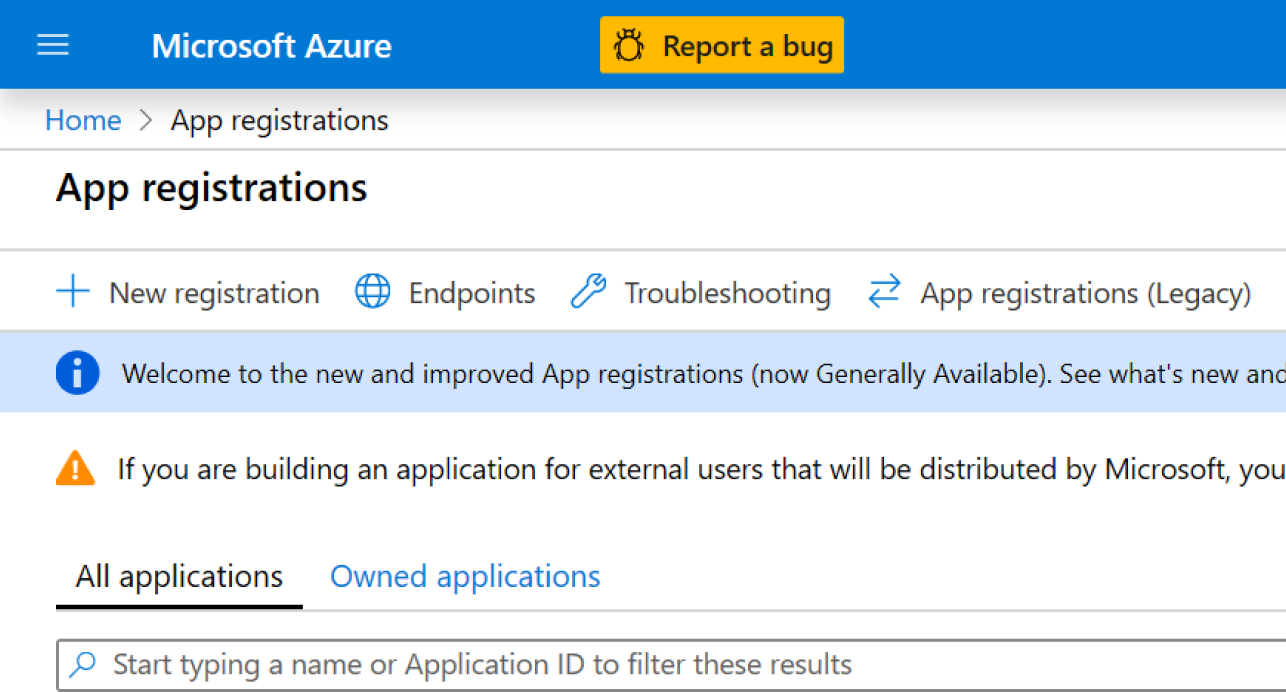 Microsoft Azure
Report a bug
Home > App registrations
App registrations
New registration Endpoints Troubleshooting App registrations (Legacy)
Welcome to the new and improved App registrations (now Generally Available). See what's new and
If you are building an application for external users that will be distributed by Microsoft, you
All applications Owned applications
Start typing a name or Application ID to filter these results